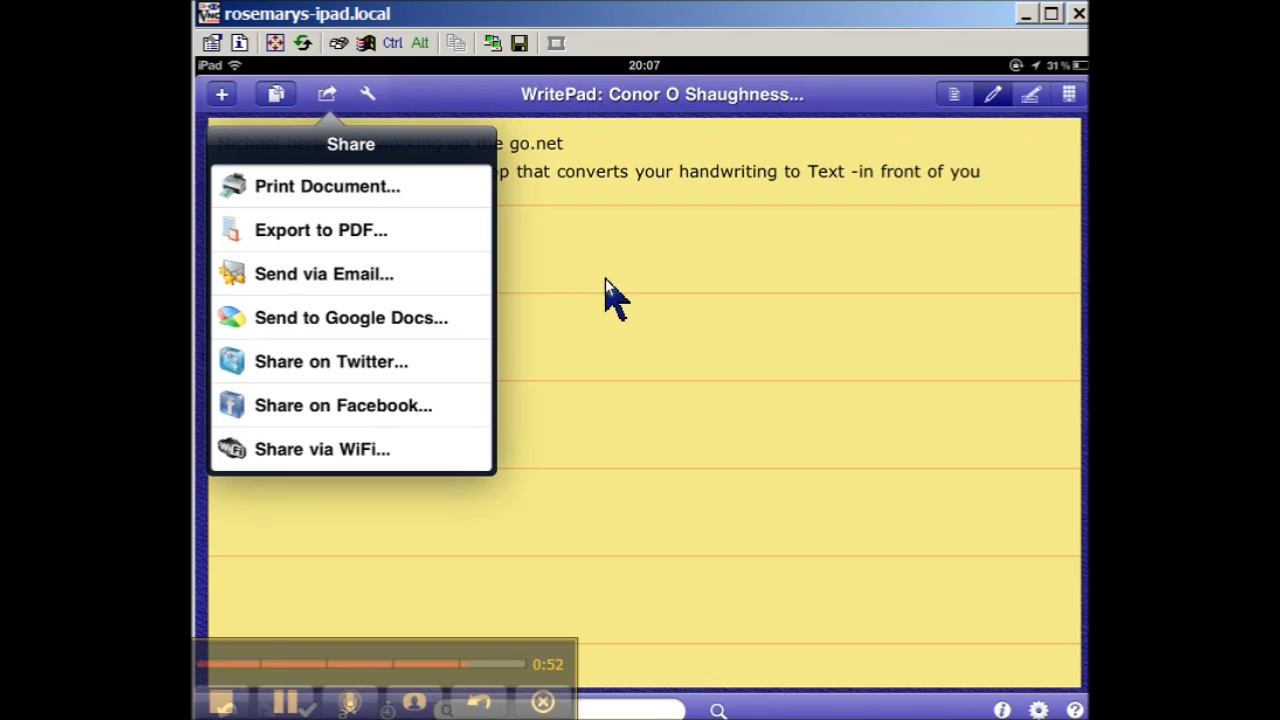 rosemarys-ipad.local
Ctrl Alt
iPad 20:07 31%
WritePad: Conor O Shaughness...
Share
go.net
that converts your handwriting to Text -in front of you
Print Document...
Export to PDF...
Send via Email...
Send to Google Docs...
Share on Twitter...
Share on Facebook...
WiFi Share via WiFi...
0:52